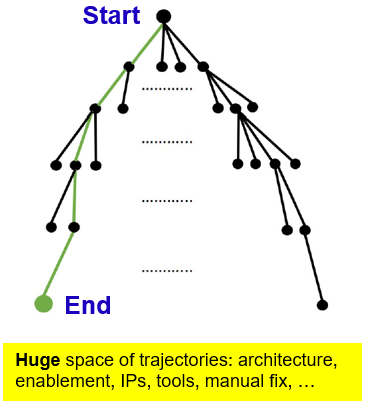 Start
End
Huge space of trajectories: architecture,
enablement, IPs, tools, manual fix, …